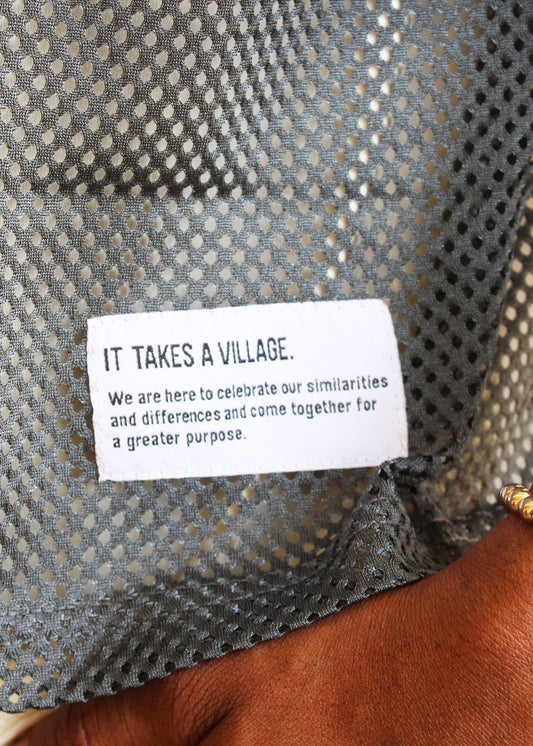 IT TAKES A VILLAGE.
We are here to celebrate our similarities
and differences and come together for
a greater purpose.